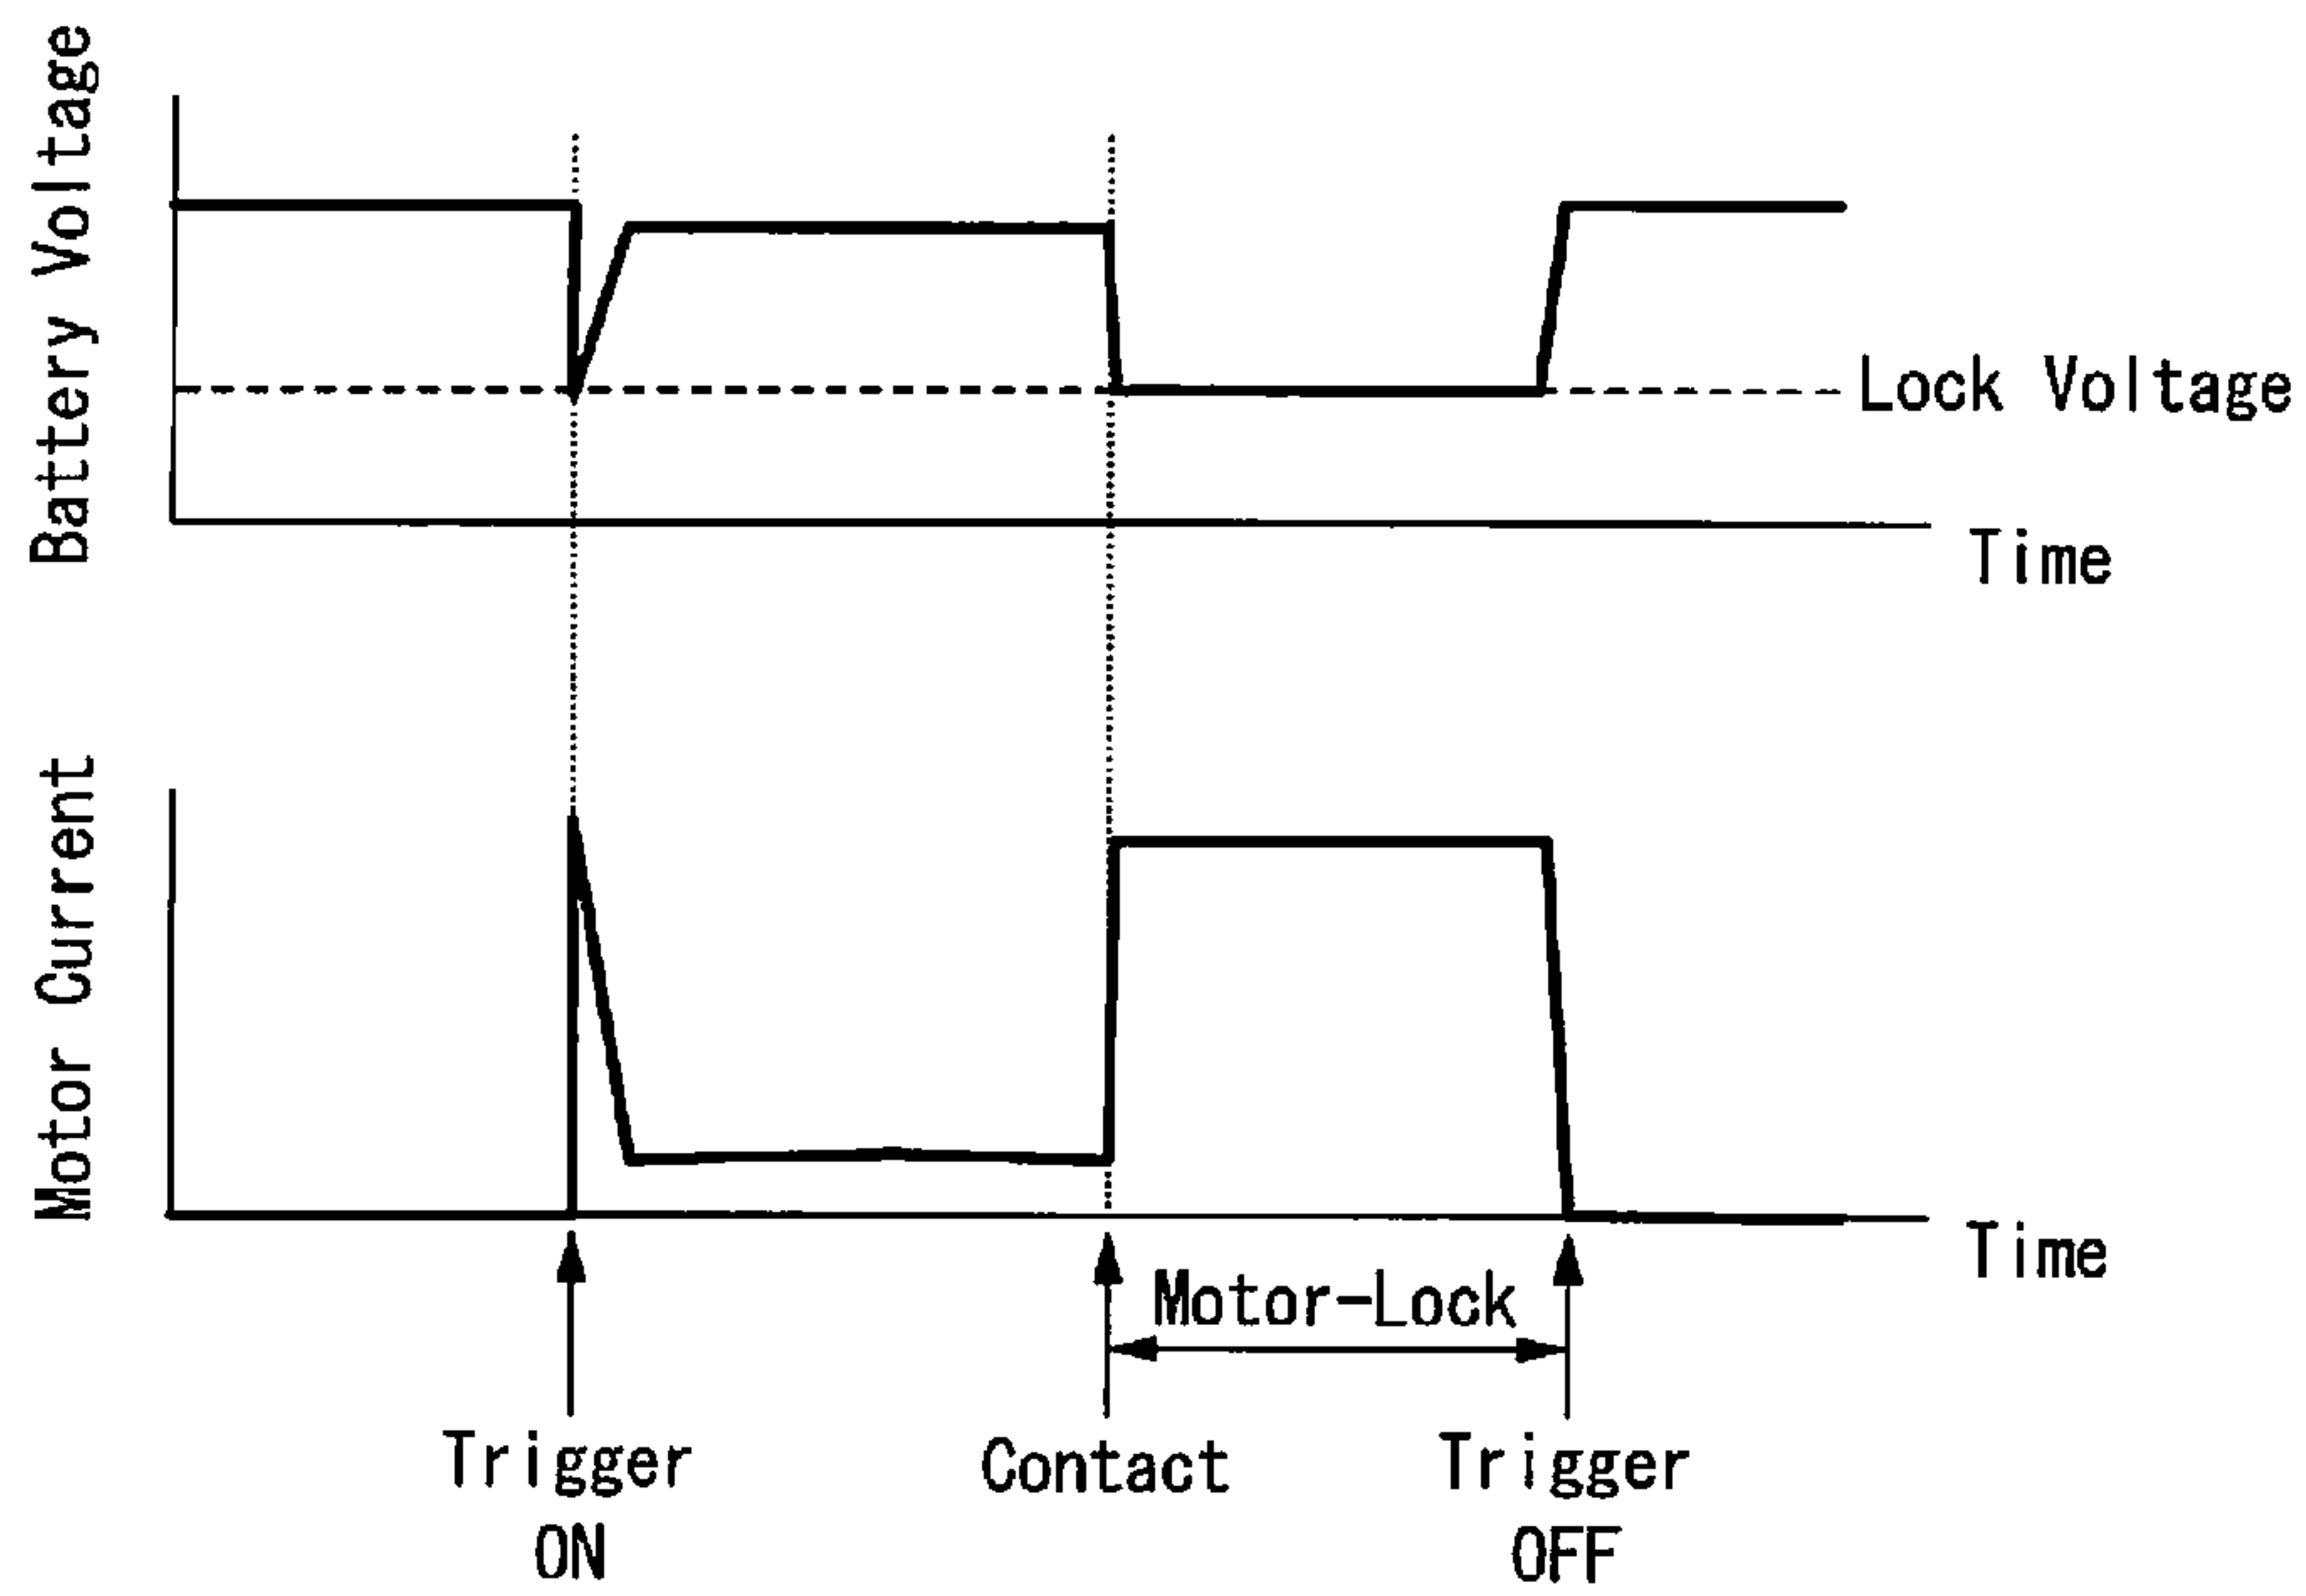 Battery Voltage
Lock Voltage
Time
Motor Current
Time
Motor-Lock
Trigger
ON
Contact
Trigger
OFF